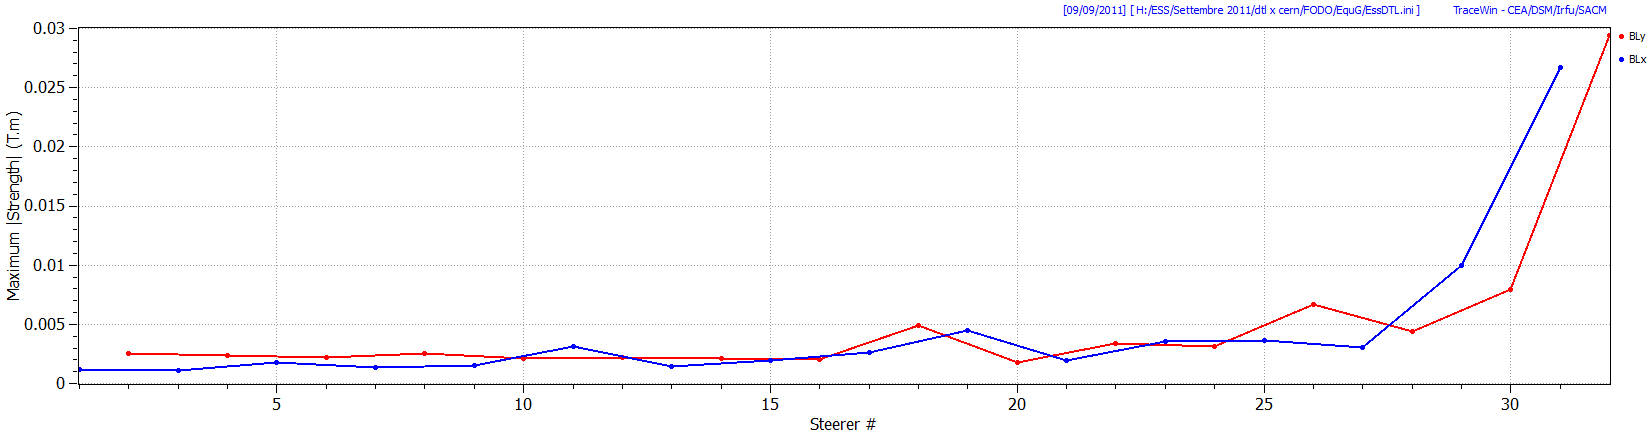 [09/09/2011] [ H:/ESS/Settembre 2011/dtl x cern/FODO/EquG/EssDTL.ini ] TraceWin - CEA/DSM/Irfu/SACM
0.03
0.025
0.02
0.015
0.01
0.005
0
Maximum |Strength| (T.m)
5 10 15 20 25 30
Steerer #
BLy
BLx